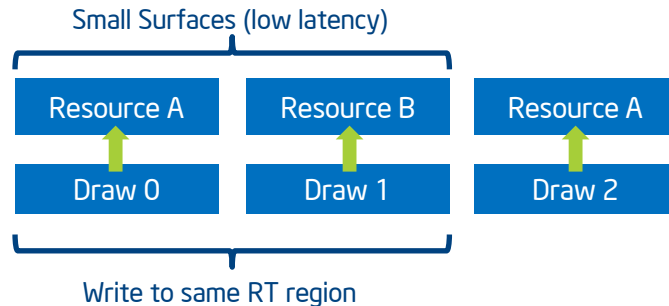 Small Surfaces (low latency)
Resource A Resource B Resource A
Draw 0 Draw 1 Draw 2
Write to same RT region